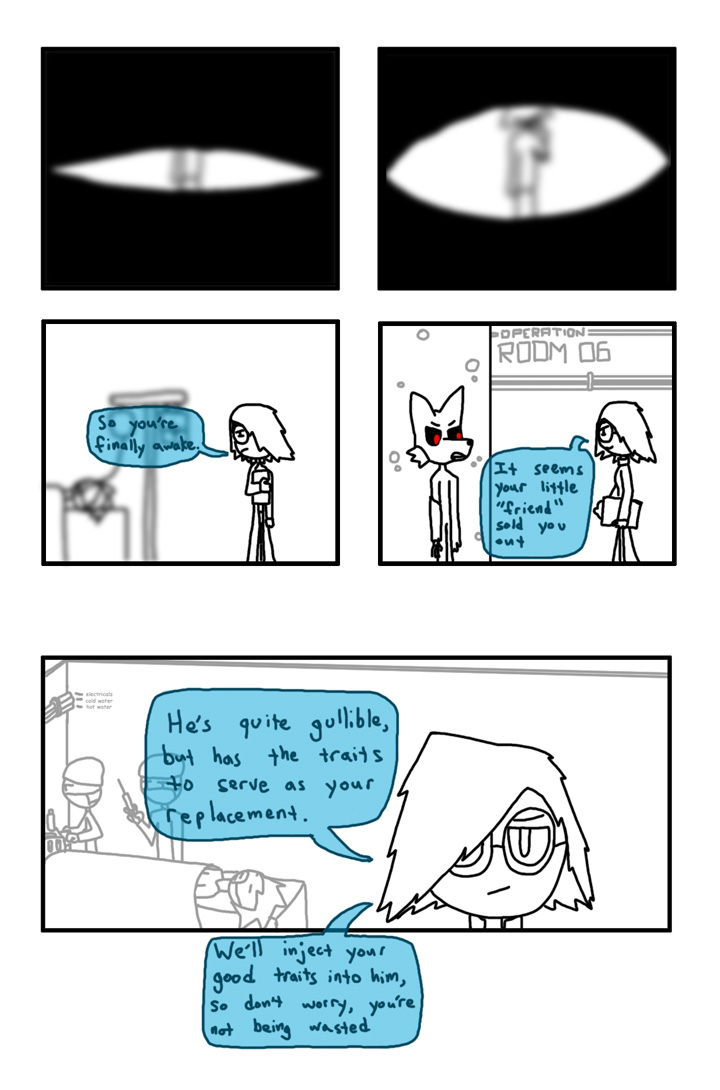 So you're
finally awake.
OPERATION
ROOM 06
It seems
your little
"friend"
sold you
out
electricals
cold water
hot water
He's quite gullible,
but has the traits
to serve as your
replacement.
We'll inject your
good traits into him,
so don't worry, you're
not being wasted